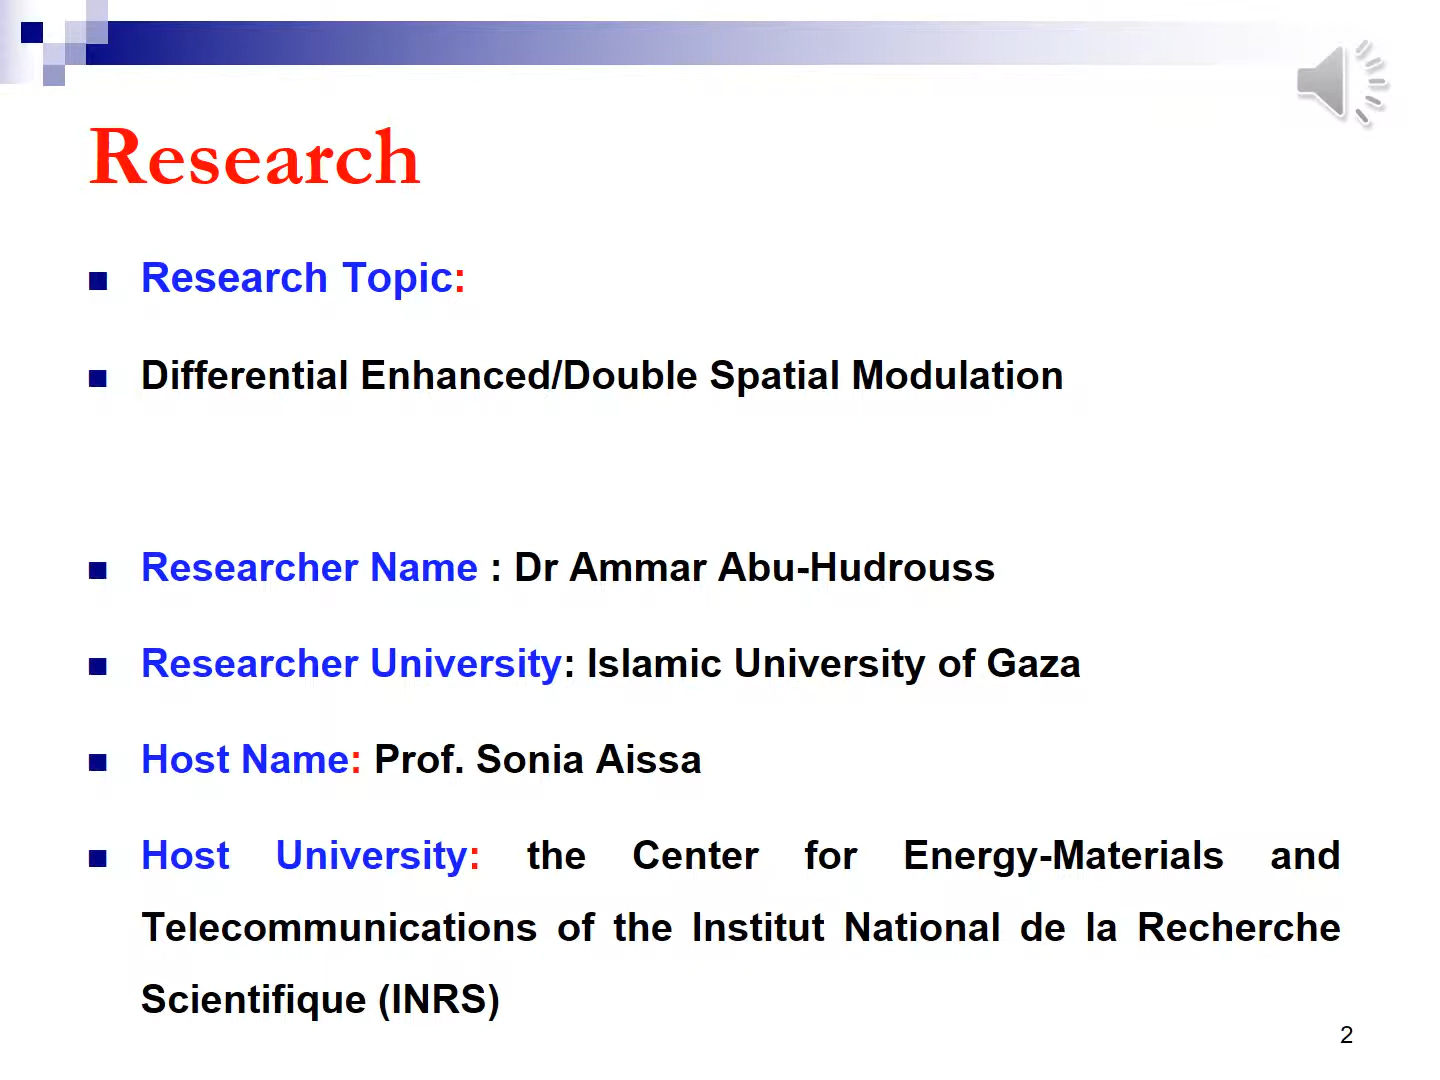 Research
Research Topic:
Differential Enhanced/Double Spatial Modulation
Researcher Name : Dr Ammar Abu-Hudrouss
Researcher University: Islamic University of Gaza
Host Name: Prof. Sonia Aissa
Host University: the Center for Energy-Materials and
Telecommunications of the Institut National de la Recherche
Scientifique (INRS)
2